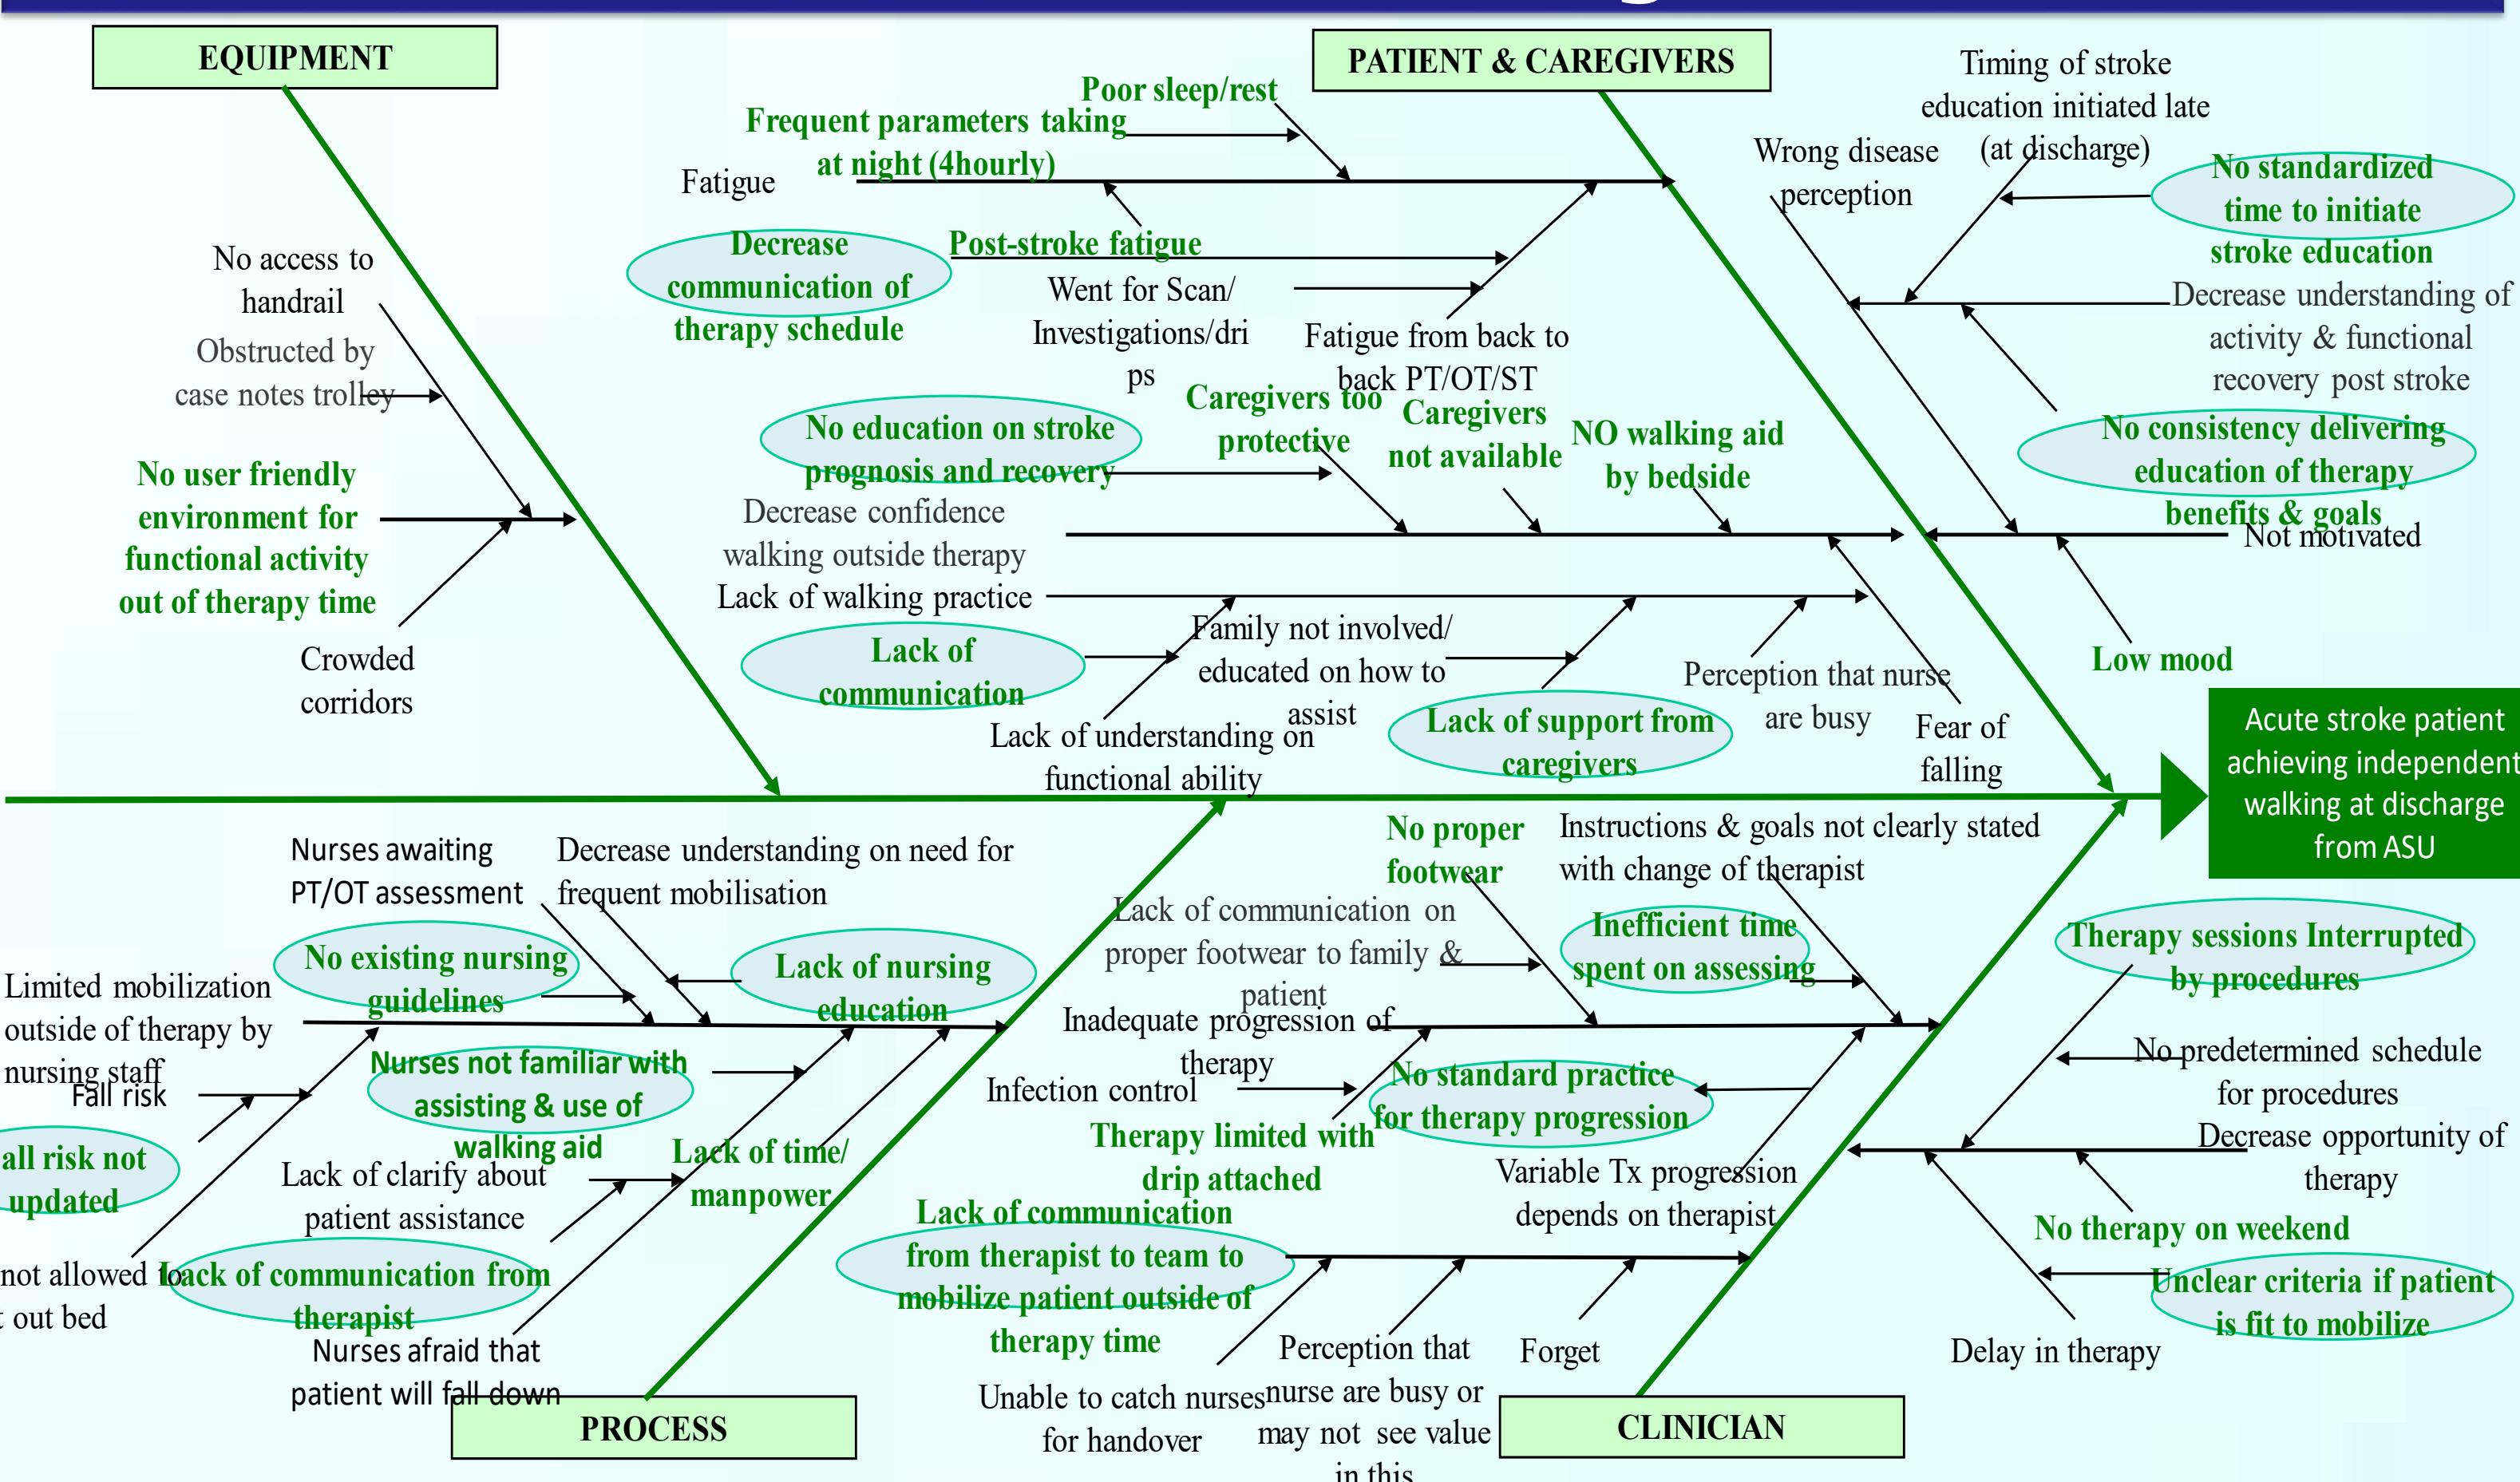 EQUIPMENT
PATIENT & CAREGIVERS
Timing of stroke
education initiated late
(at discharge)
Poor sleep/rest
Frequent parameters taking
at night (4hourly)
Fatigue
Wrong disease
perception
No standardized
time to initiate
stroke education
Decrease
communication of
therapy schedule
Post-stroke fatigue
Went for Scan/
Investigations/dri
ps
Fatigue from back to
back PT/OT/ST
Decrease understanding of
activity & functional
recovery post stroke
No access to
handrail
Obstructed by
case notes trolley
No user friendly
environment for
functional activity
out of therapy time
Crowded
corridors
No education on stroke
prognosis and recovery
Caregivers too
protective
Caregivers
not available
NO walking aid
by bedside
No consistency delivering
education of therapy
benefits & goals
Not motivated
Decrease confidence
walking outside therapy
Lack of walking practice
Lack of
communication
Family not involved/
educated on how to
assist
Lack of understanding on
functional ability
Lack of support from
caregivers
Perception that nurse
are busy
Fear of
falling
Low mood
Acute stroke patient
achieving independent
walking at discharge
from ASU
Nurses awaiting
PT/OT assessment
Decrease understanding on need for
frequent mobilisation
No existing nursing
guidelines
Lack of nursing
education
Limited mobilization
outside of therapy by
nursing staff
Fall risk
all risk not
updated
Nurses not familiar with
assisting & use of
walking aid
Lack of clarify about
patient assistance
Lack of time/
manpower
not allowed to
out bed
Lack of communication from
therapist
Nurses afraid that
patient will fall down
PROCESS
No proper
footwear
Instructions & goals not clearly stated
with change of therapist
Lack of communication on
proper footwear to family &
patient
Inefficient time
spent on assessing
Therapy sessions Interrupted
by procedures
Inadequate progression of
therapy
Infection control
No standard practice
for therapy progression
Therapy limited with
drip attached
Variable Tx progression
depends on therapist
No predetermined schedule
for procedures
Decrease opportunity of
therapy
No therapy on weekend
Unclear criteria if patient
is fit to mobilize
Delay in therapy
Lack of communication
from therapist to team to
mobilize patient outside of
therapy time
Unable to catch nurses
for handover
Perception that
nurse are busy or
may not see value
in this
Forget
CLINICIAN